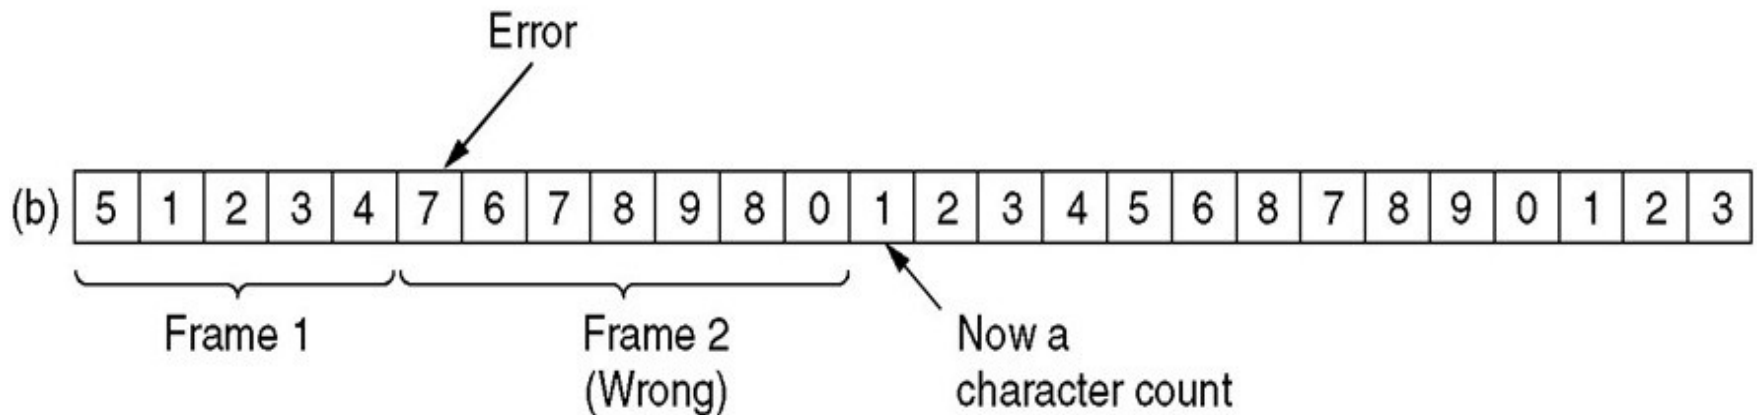 Error
(b) 5 1 2 3 4 7 6 7 8 9 8 0 1 2 3 4 5 6 8 7 8 9 0 1 2 3
Frame 1
Frame 2
(Wrong)
Now a
character count